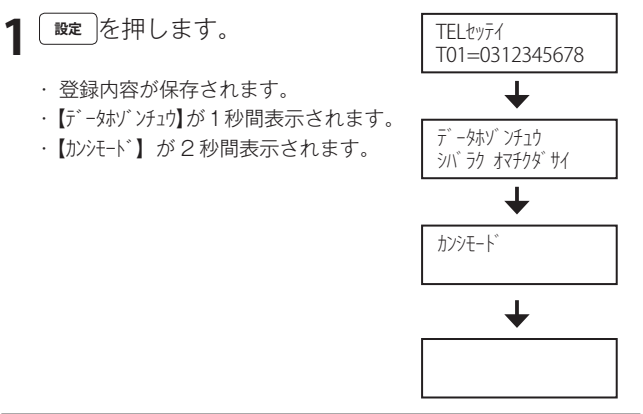 1 設定 を押します。
・ 登録内容が保存されます。
・【ﾃﾞｰﾀﾎｿﾞﾝﾁｭｳ】が１秒間表示されます。
・【ｶﾝｼﾓｰﾄﾞ】が２秒間表示されます。
TELｾｯﾃｲ
T01=0312345678
ﾃﾞｰﾀﾎｿﾞﾝﾁｭｳ
ｼﾊﾞﾗｸ ｵﾏﾁｸﾀﾞｻｲ
ｶﾝｼﾓｰﾄﾞ